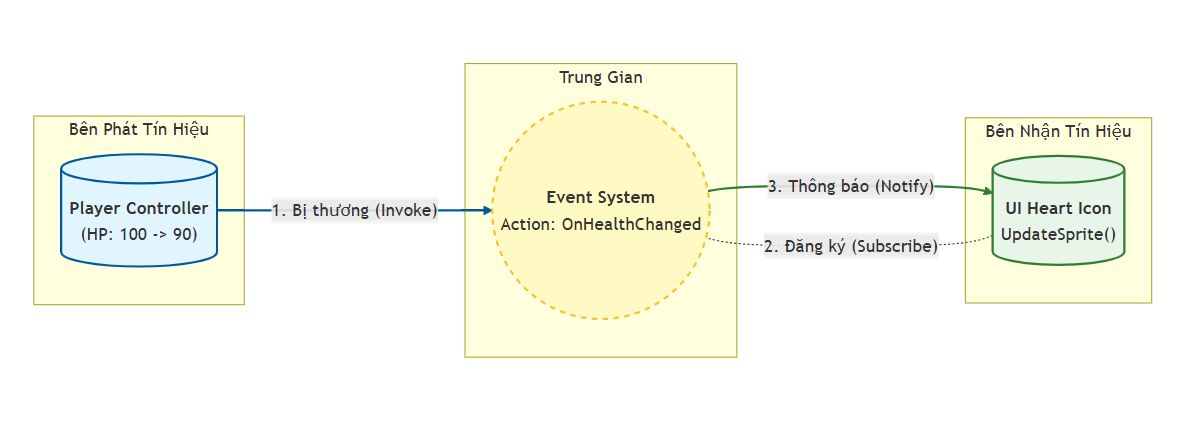 Bên Phát Tín Hiệu
Player Controller
(HP: 100 -> 90)
1. Bị thương (Invoke)
Trung Gian
Event System
Action: OnHealthChanged
3. Thông báo (Notify)
2. Đăng ký (Subscribe)
Bên Nhận Tín Hiệu
UI Heart Icon
UpdateSprite()